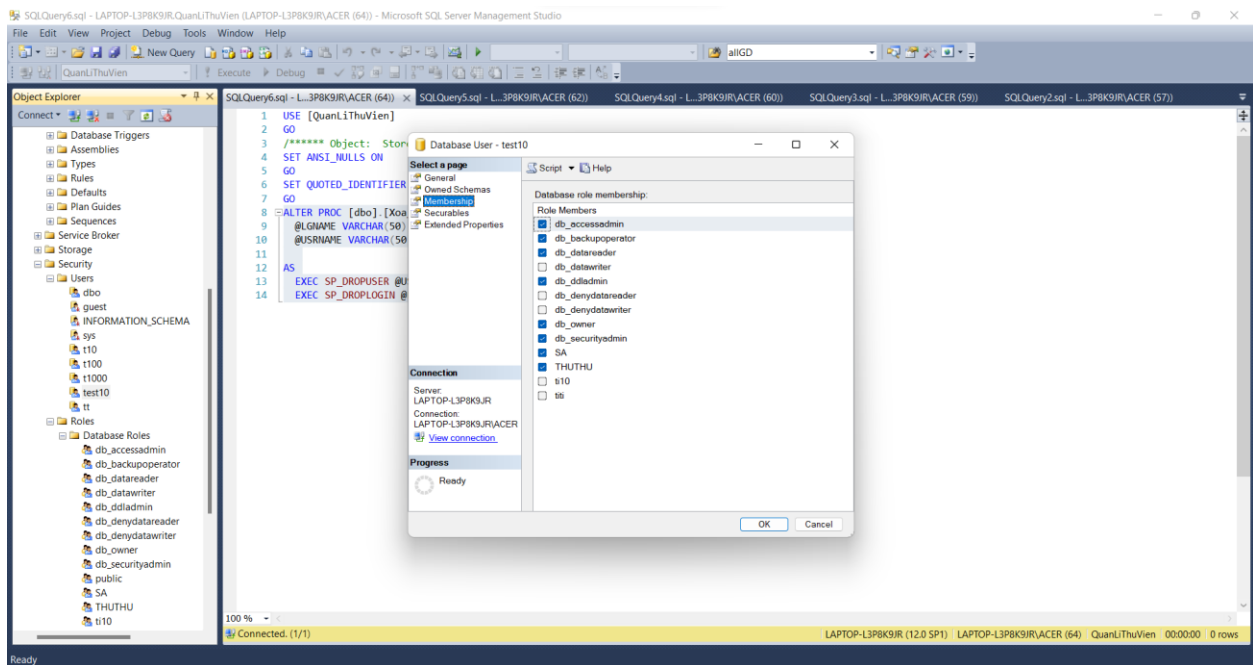 SQLQuery6.sql - LAPTOP-L3P8K9JR.QuanLiThuVien (LAPTOP-L3P8K9JR\ACER (64)) - Microsoft SQL Server Management Studio
File Edit View Project Debug Tools Window Help
New Query allGD
QuanLiThuVien Execute Debug
Object Explorer
Connect
Database Triggers
Assemblies
Types
Rules
Defaults
Plan Guides
Sequences
Service Broker
Storage
Security
Users
dbo
guest
INFORMATION_SCHEMA
sys
t10
t100
t1000
test10
tt
Roles
Database Roles
db_accessadmin
db_backupoperator
db_datareader
db_datawriter
db_ddladmin
db_denydatareader
db_denydatawriter
db_owner
db_securityadmin
public
SA
THUTHU
ti10
SQLQuery6.sql - L...3P8K9JR\ACER (64)) SQLQuery5.sql - L...3P8K9JR\ACER (62)) SQLQuery4.sql - L...3P8K9JR\ACER (60)) SQLQuery3.sql - L...3P8K9JR\ACER (59)) SQLQuery2.sql - L...3P8K9JR\ACER (57))
1 USE [QuanLiThuVien]
2 GO
3 /****** Object: Stor
4 SET ANSI_NULLS ON
5 GO
6 SET QUOTED_IDENTIFIER
7 GO
8 ALTER PROC [dbo].[Xoa
9 @LGNAME VARCHAR(50)
10 @USRNAME VARCHAR(50
11
12 AS
13 EXEC SP_DROPUSER @U
14 EXEC SP_DROPLOGIN @
Database User - test10
Select a page
General
Owned Schemas
Membership
Securables
Extended Properties
Connection
Server:
LAPTOP-L3P8K9JR
Connection:
LAPTOP-L3P8K9JR\ACER
View connection
Progress
Ready
Script Help
Database role membership:
Role Members
db_accessadmin
db_backupoperator
db_datareader
db_datawriter
db_ddladmin
db_denydatareader
db_denydatawriter
db_owner
db_securityadmin
SA
THUTHU
ti10
titi
OK Cancel
100 %
Connected. (1/1) LAPTOP-L3P8K9JR (12.0 SP1) LAPTOP-L3P8K9JR\ACER (64) QuanLiThuVien 00:00:00 0 rows
Ready